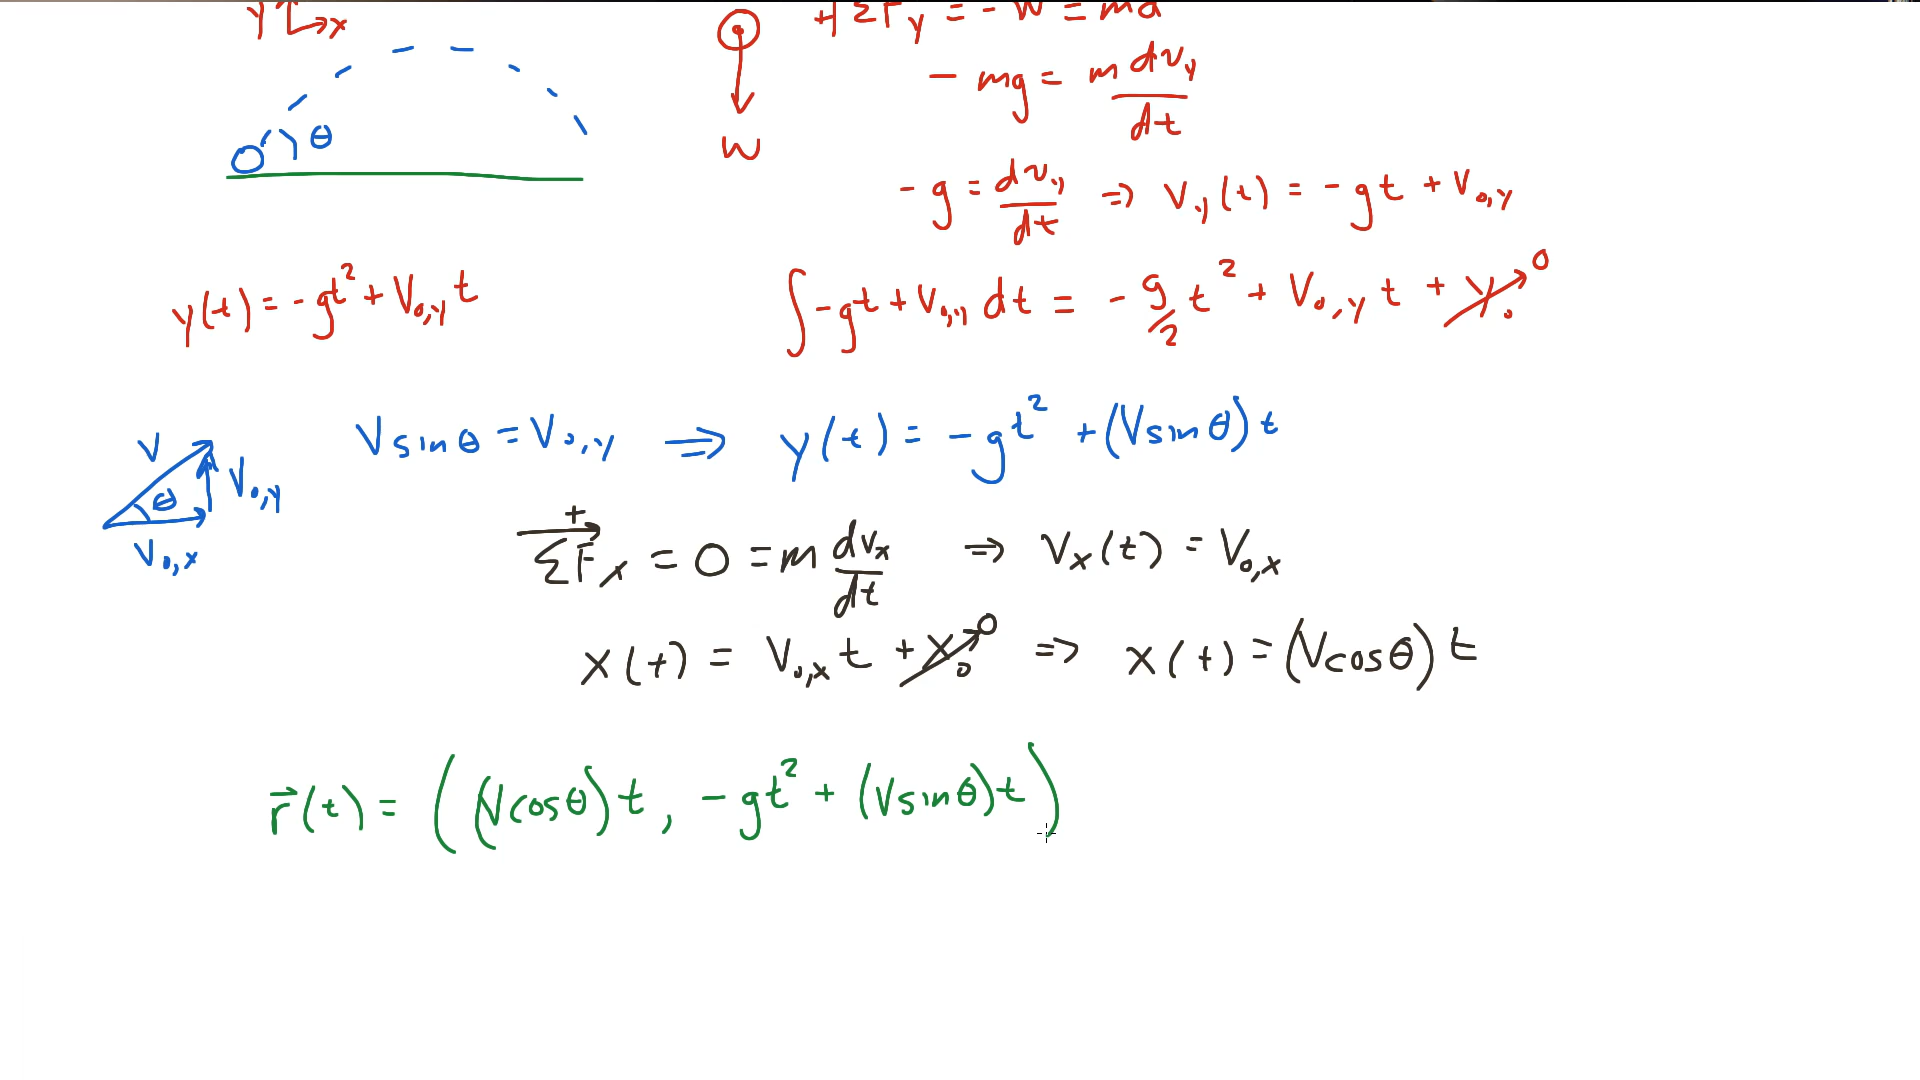 y x
+↑ΣF_y = -W = ma
-mg = m dv_y/dt
θ
W
-g = dv_y/dt ⇒ v_y(t) = -gt + V_0,y
y(t) = -gt² + V_0,y t
∫ -gt + V_0,y dt = -g/2 t² + V_0,y t + y_0 0
V sinθ = V_0,y ⇒ y(t) = -gt² + (V sinθ) t
V
θ
V_0,y
V_0,x
+
ΣF_x = 0 = m dv_x/dt ⇒ V_x(t) = V_0,x
x(t) = V_0,x t + x_0 0 ⇒ x(t) = (V cosθ) t
r⃗(t) = ((V cosθ) t, -gt² + (V sinθ) t)